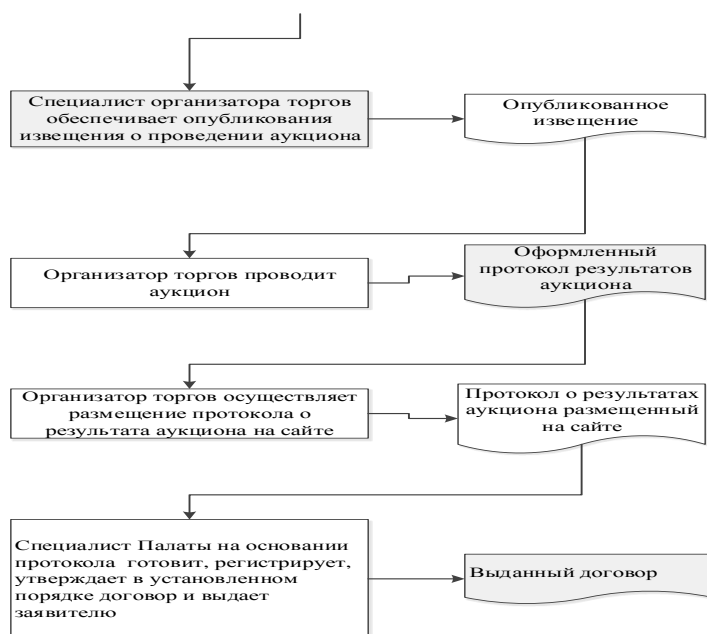 Специалист организатора торгов
обеспечивает опубликования
извещения о проведении аукциона
Опубликованное
извещение
Организатор торгов проводит
аукцион
Оформленный
протокол результатов
аукциона
Организатор торгов осуществляет
размещение протокола о
результата аукциона на сайте
Протокол о результатах
аукциона размещенный
на сайте
Специалист Палаты на основании
протокола готовит, регистрирует,
утверждает в установленном
порядке договор и выдает
заявителю
Выданный договор